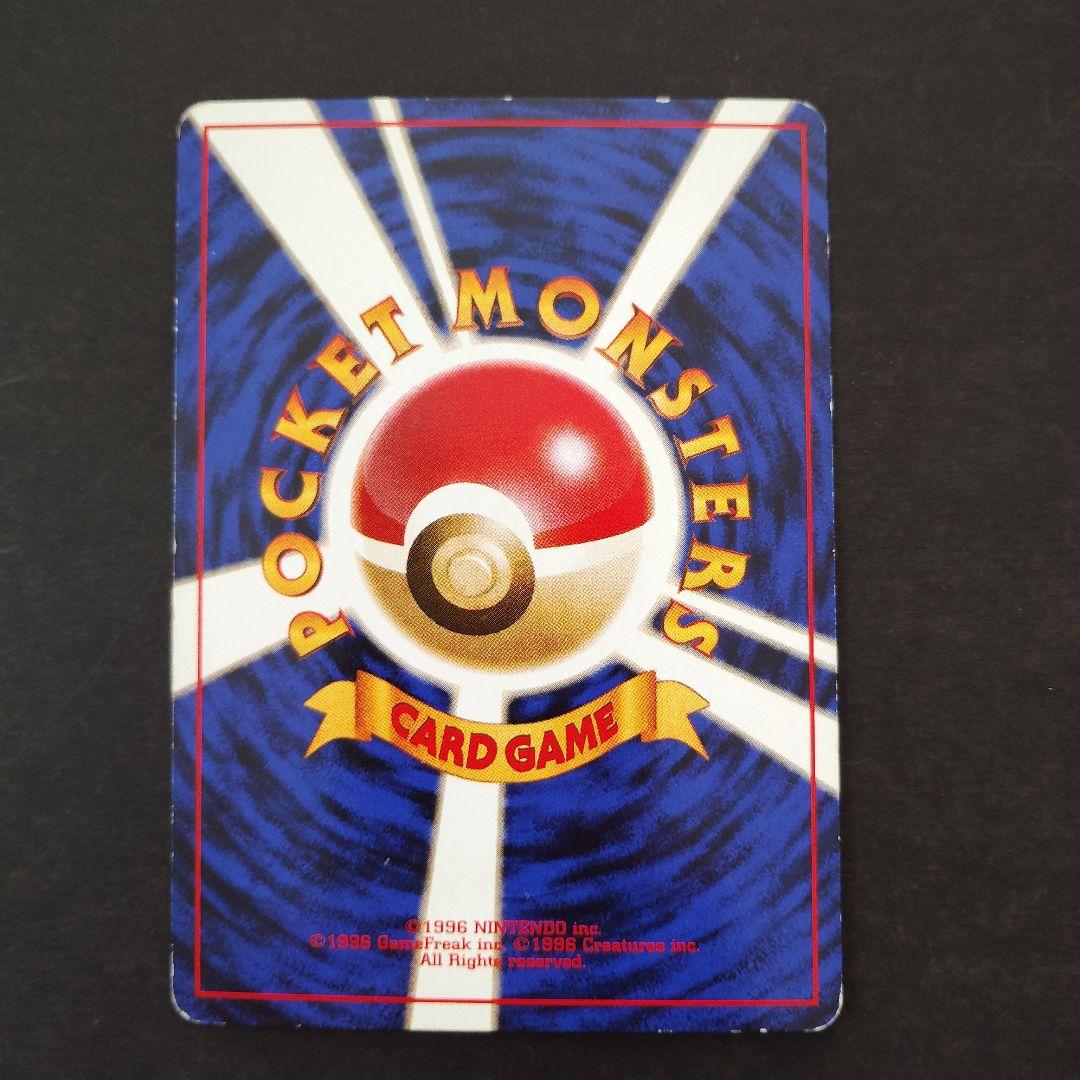 POCKET MONSTERS
CARD GAME
©1996 NINTENDO inc.
©1996 GameFreak inc. ©1996 Creatures inc.
All Rights reserved.